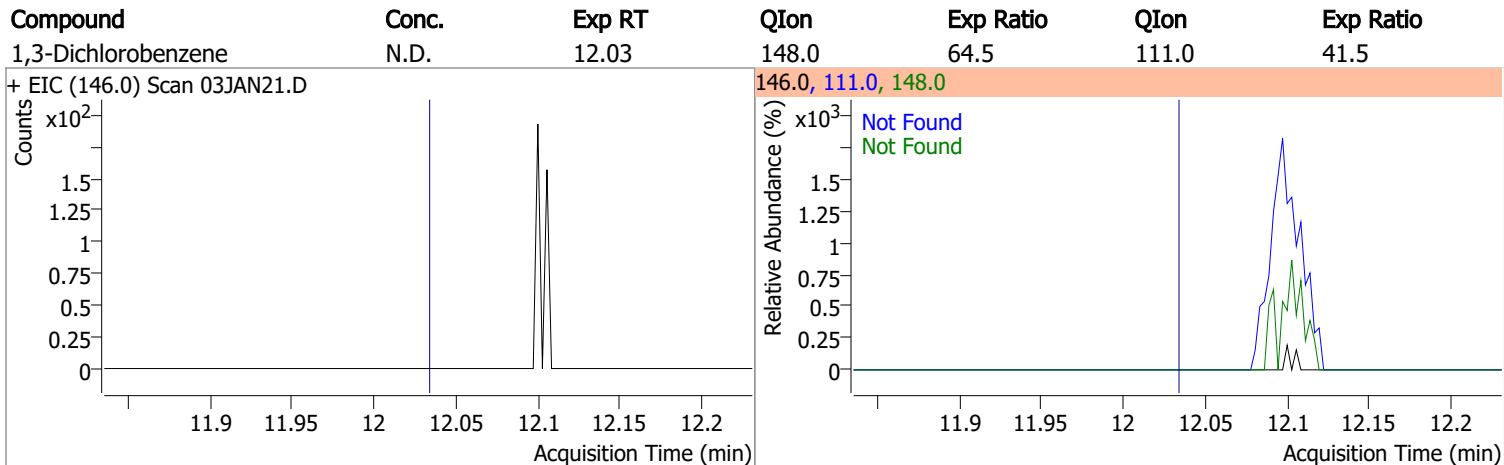 Compound Conc. Exp RT QIon Exp Ratio QIon Exp Ratio
1,3-Dichlorobenzene N.D. 12.03 148.0 64.5 111.0 41.5
+ EIC (146.0) Scan 03JAN21.D
Counts
x10²
1.5
1.25
1
0.75
0.5
0.25
0
11.9 11.95 12 12.05 12.1 12.15 12.2
Acquisition Time (min)
146.0, 111.0, 148.0
Relative Abundance (%)
x10³
Not Found
Not Found
1.5
1.25
1
0.75
0.5
0.25
0
11.9 11.95 12 12.05 12.1 12.15 12.2
Acquisition Time (min)